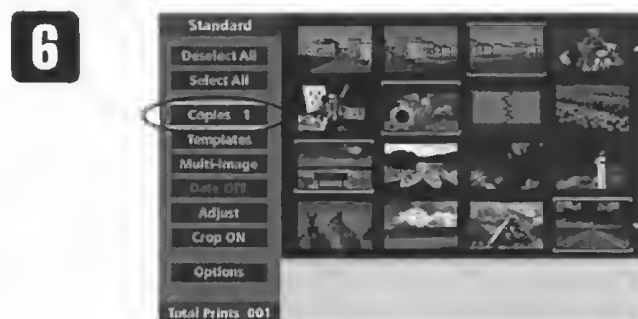 6
Standard
Deselect All
Select All
Copies 1
Templates
Multi-Image
Date Off
Adjust
Crop ON
Options
Total Prints 001